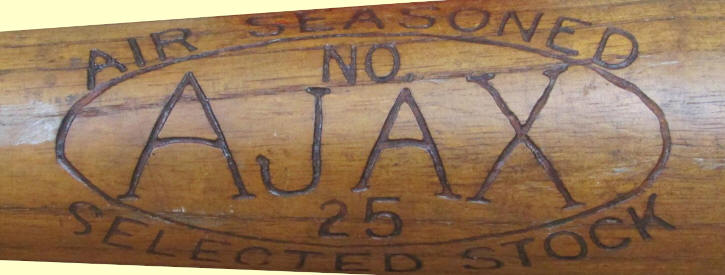 AIR SEASONED
NO.
AJAX
25
SELECTED STOCK